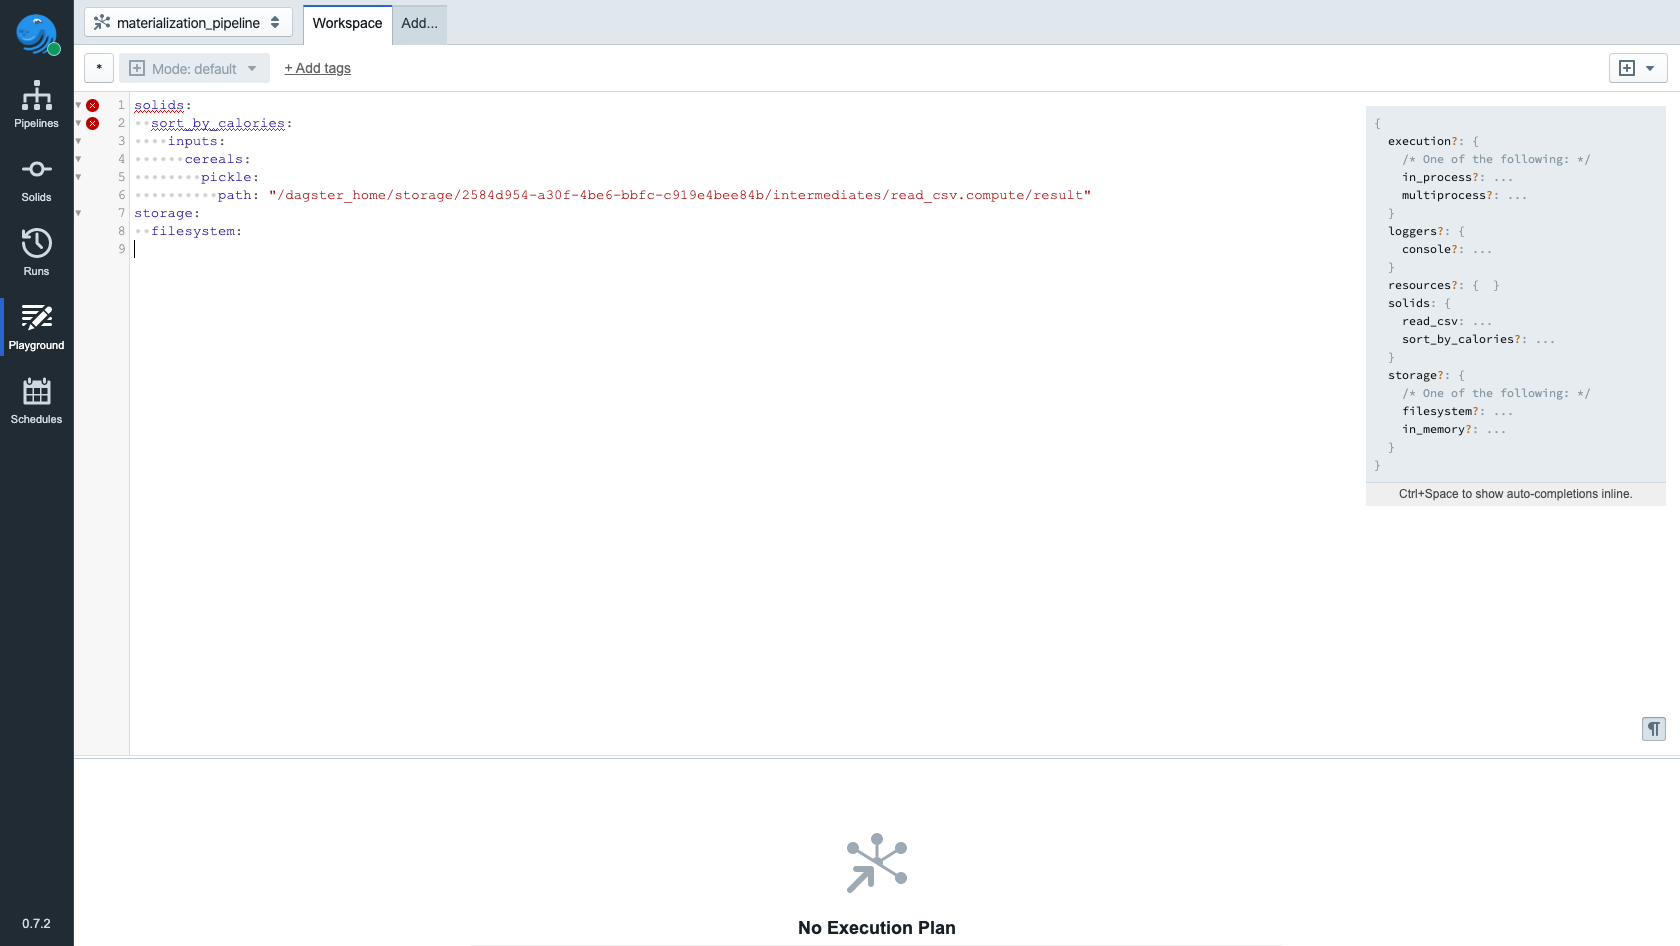 materialization_pipeline
Workspace
Add...
*
Mode: default
+ Add tags
Pipelines
Solids
Runs
Playground
Schedules
0.7.2
1 solids:
2 sort_by_calories:
3 inputs:
4 cereals:
5 pickle:
6 path: "/dagster_home/storage/2584d954-a30f-4be6-bbfc-c919e4bee84b/intermediates/read_csv.compute/result"
7 storage:
8 filesystem:
9
{
execution?: {
/* One of the following: */
in_process?: ...
multiprocess?: ...
}
loggers?: {
console?: ...
}
resources?: { }
solids: {
read_csv: ...
sort_by_calories?: ...
}
storage?: {
/* One of the following: */
filesystem?: ...
in_memory?: ...
}
}
Ctrl+Space to show auto-completions inline.
¶
No Execution Plan